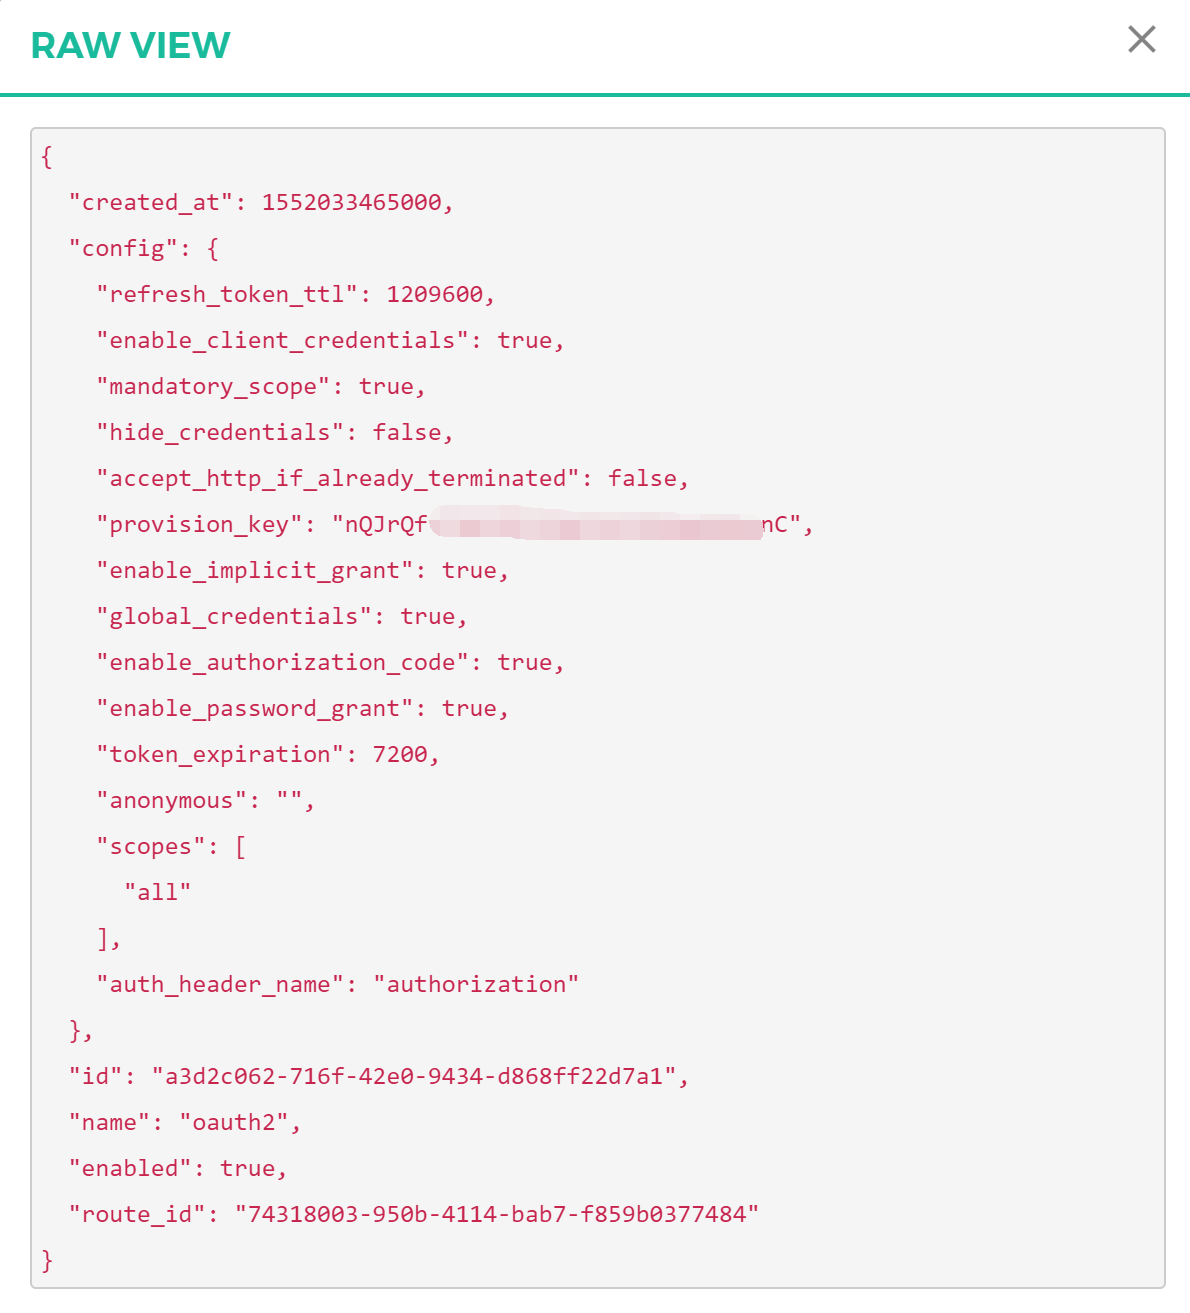 RAW VIEW
{
"created_at": 1552033465000,
"config": {
"refresh_token_ttl": 1209600,
"enable_client_credentials": true,
"mandatory_scope": true,
"hide_credentials": false,
"accept_http_if_already_terminated": false,
"provision_key": "nQJrQf nC",
"enable_implicit_grant": true,
"global_credentials": true,
"enable_authorization_code": true,
"enable_password_grant": true,
"token_expiration": 7200,
"anonymous": "",
"scopes": [
"all"
],
"auth_header_name": "authorization"
},
"id": "a3d2c062-716f-42e0-9434-d868ff22d7a1",
"name": "oauth2",
"enabled": true,
"route_id": "74318003-950b-4114-bab7-f859b0377484"
}